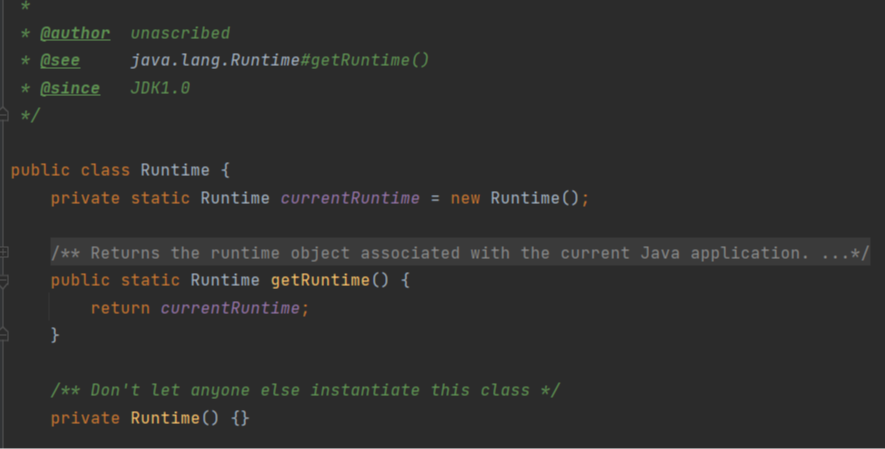 *
* @author unascribed
* @see java.lang.Runtime#getRuntime()
* @since JDK1.0
*/
public class Runtime {
private static Runtime currentRuntime = new Runtime();
/** Returns the runtime object associated with the current Java application. ...*/
public static Runtime getRuntime() {
return currentRuntime;
}
/** Don't let anyone else instantiate this class */
private Runtime() {}